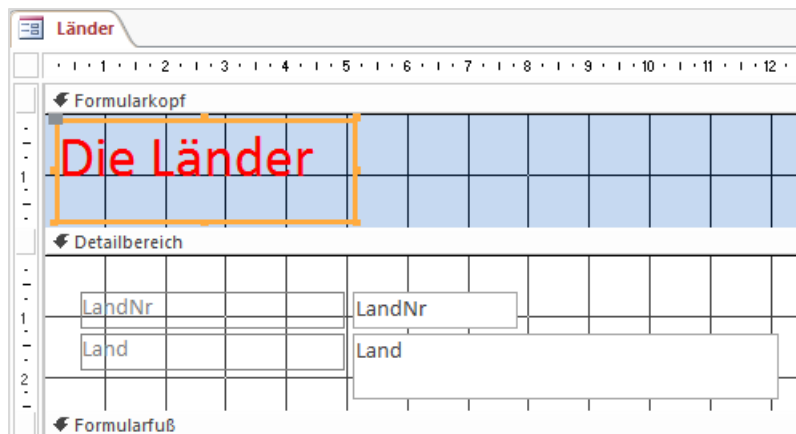 Länder
1 2 3 4 5 6 7 8 9 10 11 12
Formularkopf
Die Länder
1
Detailbereich
LandNr LandNr
1
Land Land
2
Formularfuß